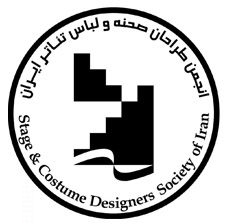 انجمن طراحان صحنه و لباس تئاتر ایران
Stage & Costume Designers Society of Iran